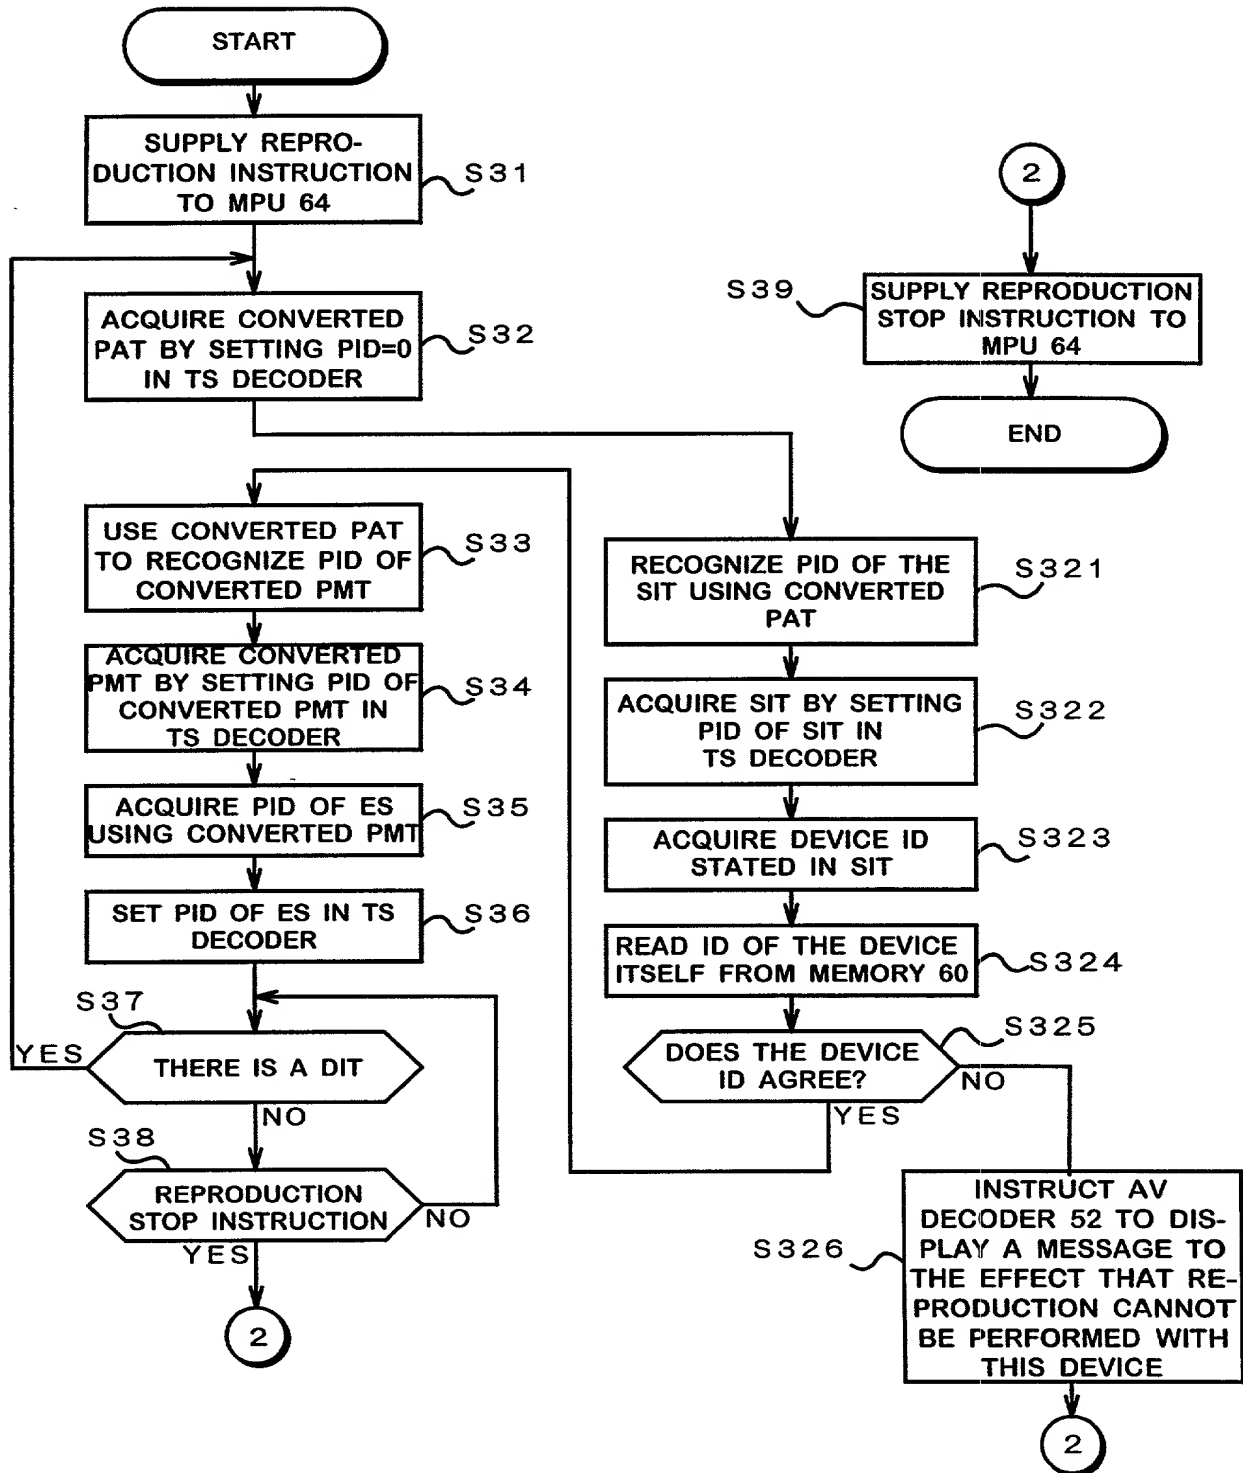 START
SUPPLY REPRO-
DUCTION INSTRUCTION
TO MPU 64
S31
ACQUIRE CONVERTED
PAT BY SETTING PID=0
IN TS DECODER
S32
USE CONVERTED PAT
TO RECOGNIZE PID OF
CONVERTED PMT
S33
ACQUIRE CONVERTED
PMT BY SETTING PID OF
CONVERTED PMT IN
TS DECODER
S34
ACQUIRE PID OF ES
USING CONVERTED PMT
S35
SET PID OF ES IN TS
DECODER
S36
S37
YES
THERE IS A DIT
NO
S38
REPRODUCTION
STOP INSTRUCTION
NO
YES
2
2
S39
SUPPLY REPRODUCTION
STOP INSTRUCTION TO
MPU 64
END
RECOGNIZE PID OF THE
SIT USING CONVERTED
PAT
S321
ACQUIRE SIT BY SETTING
PID OF SIT IN
TS DECODER
S322
ACQUIRE DEVICE ID
STATED IN SIT
S323
READ ID OF THE DEVICE
ITSELF FROM MEMORY 60
S324
S325
DOES THE DEVICE
ID AGREE?
NO
YES
S326
INSTRUCT AV
DECODER 52 TO DIS-
PLAY A MESSAGE TO
THE EFFECT THAT RE-
PRODUCTION CANNOT
BE PERFORMED WITH
THIS DEVICE
2